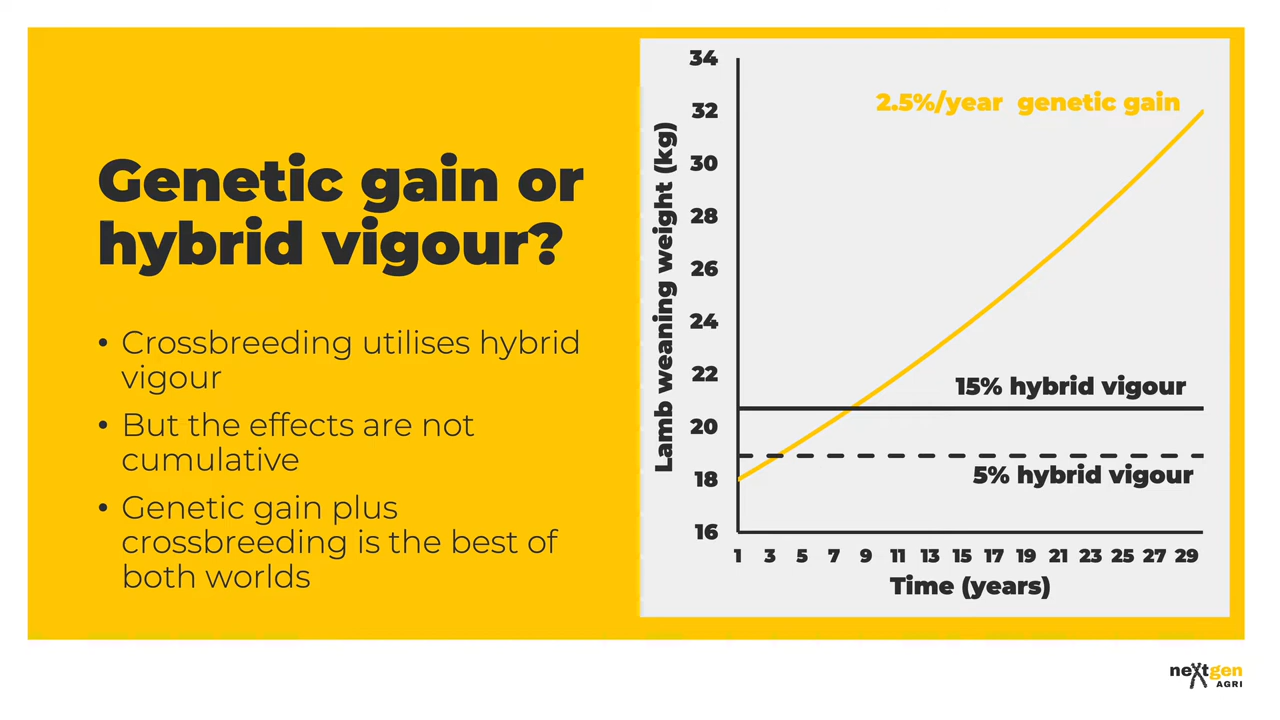 Genetic gain or
hybrid vigour?
• Crossbreeding utilises hybrid
vigour
• But the effects are not
cumulative
• Genetic gain plus
crossbreeding is the best of
both worlds
Lamb weaning weight (kg)
34
32
30
28
26
24
22
20
18
16
2.5%/year genetic gain
15% hybrid vigour
5% hybrid vigour
1 3 5 7 9 11 13 15 17 19 21 23 25 27 29
Time (years)
nextgen
AGRI